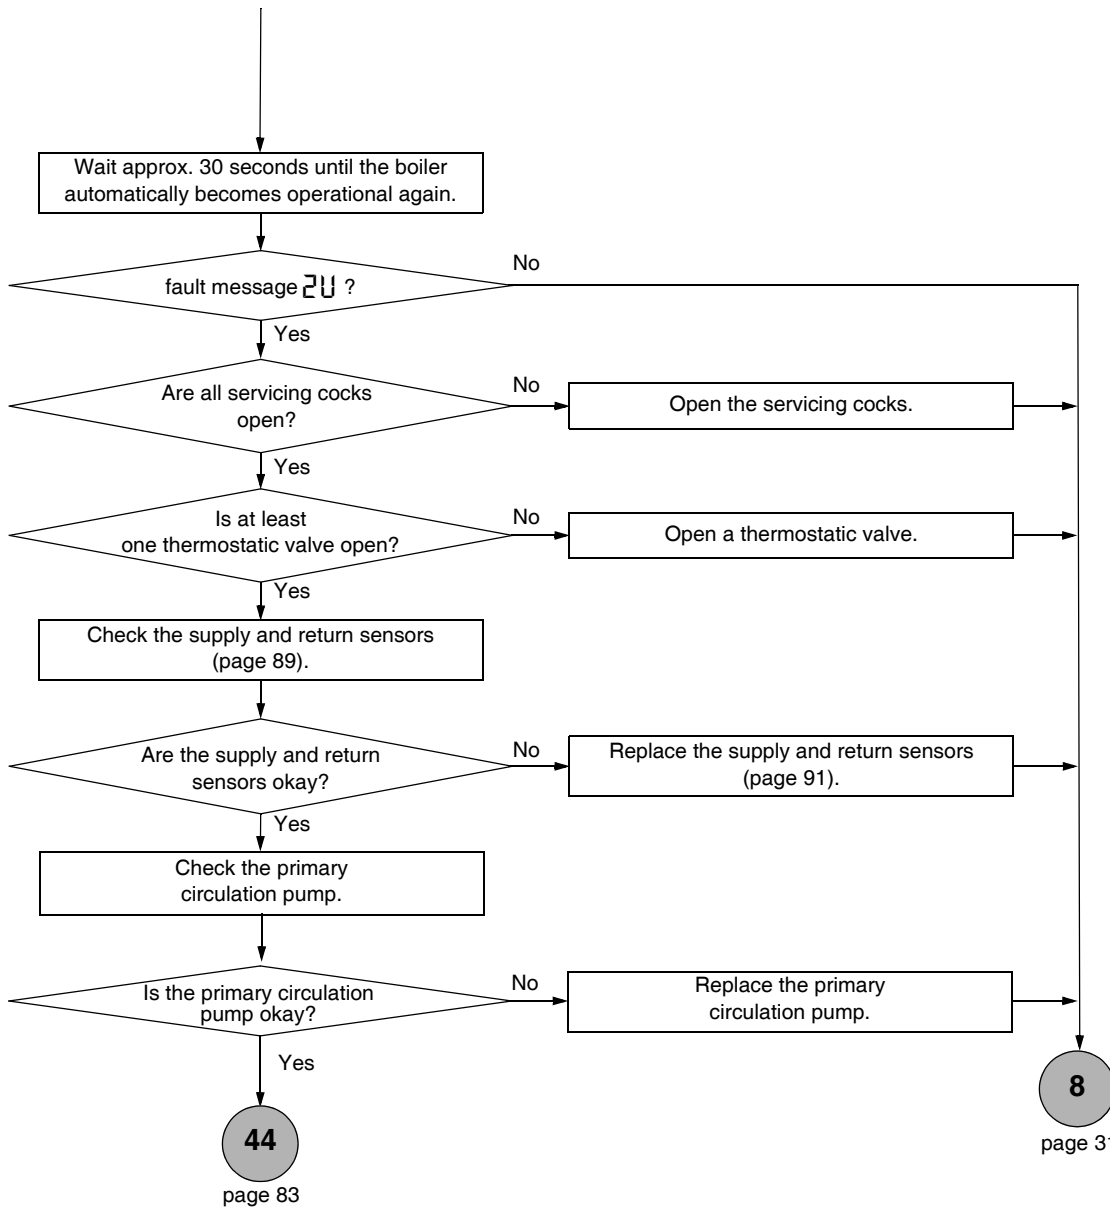 Wait approx. 30 seconds until the boiler
automatically becomes operational again.
No
fault message 2U ?
Yes
Are all servicing cocks
open?
No
Open the servicing cocks.
Yes
Is at least
one thermostatic valve open?
No
Open a thermostatic valve.
Yes
Check the supply and return sensors
(page 89).
Are the supply and return
sensors okay?
No
Replace the supply and return sensors
(page 91).
Yes
Check the primary
circulation pump.
Is the primary circulation
pump okay?
No
Replace the primary
circulation pump.
Yes
8
page 31
44
page 83